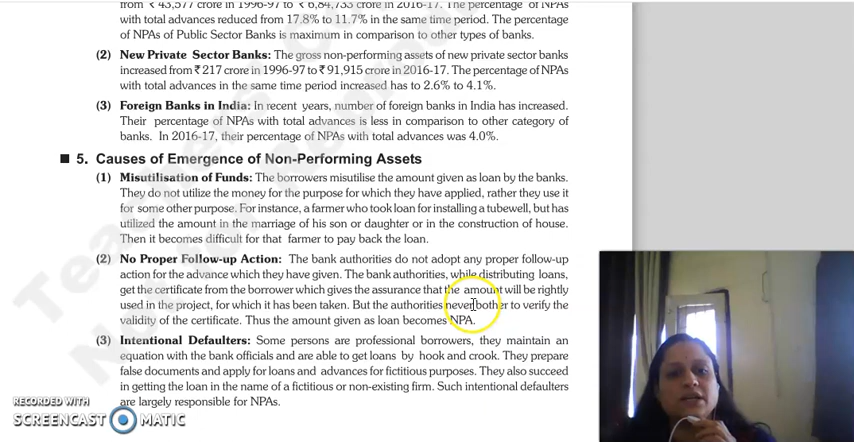 from ₹ 43,577 crore in 1996-97 to ₹ 6,84,733 crore in 2016-17. The percentage of NPAs
with total advances reduced from 17.8% to 11.7% in the same time period. The percentage
of NPAs of Public Sector Banks is maximum in comparison to other types of banks.
(2) New Private Sector Banks: The gross non-performing assets of new private sector banks
increased from ₹ 217 crore in 1996-97 to ₹ 91,915 crore in 2016-17. The percentage of NPAs
with total advances in the same time period increased has to 2.6% to 4.1%.
(3) Foreign Banks in India: In recent years, number of foreign banks in India has increased.
Their percentage of NPAs with total advances is less in comparison to other category of
banks. In 2016-17, their percentage of NPAs with total advances was 4.0%.
5. Causes of Emergence of Non-Performing Assets
(1) Misutilisation of Funds: The borrowers misutilise the amount given as loan by the banks.
They do not utilize the money for the purpose for which they have applied, rather they use it
for some other purpose. For instance, a farmer who took loan for installing a tubewell, but has
utilized the amount in the marriage of his son or daughter or in the construction of house.
Then it becomes difficult for that farmer to pay back the loan.
(2) No Proper Follow-up Action: The bank authorities do not adopt any proper follow-up
action for the advance which they have given. The bank authorities, while distributing loans,
get the certificate from the borrower which gives the assurance that the amount will be rightly
used in the project, for which it has been taken. But the authorities never bother to verify the
validity of the certificate. Thus the amount given as loan becomes NPA.
(3) Intentional Defaulters: Some persons are professional borrowers, they maintain an
equation with the bank officials and are able to get loans by hook and crook. They prepare
false documents and apply for loans and advances for fictitious purposes. They also succeed
in getting the loan in the name of a fictitious or non-existing firm. Such intentional defaulters
are largely responsible for NPAs.
RECORDED WITH
SCREENCAST MATIC